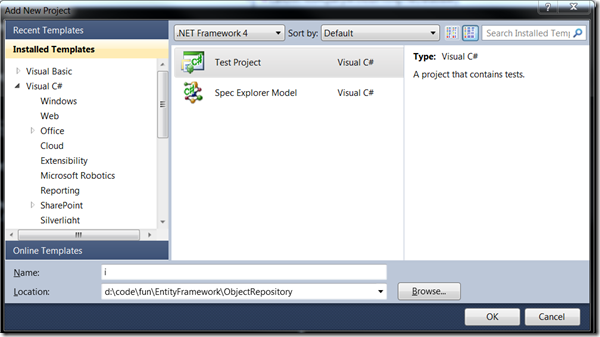 Add New Project
Recent Templates
Installed Templates
Visual Basic
Visual C#
Windows
Web
Office
Cloud
Extensibility
Microsoft Robotics
Reporting
SharePoint
Silverlight
Online Templates
.NET Framework 4
Sort by: Default
Search Installed Temp
Test Project Visual C#
Spec Explorer Model Visual C#
Type: Visual C#
A project that contains tests.
Name: i
Location: d:\code\fun\EntityFramework\ObjectRepository
Browse...
OK
Cancel